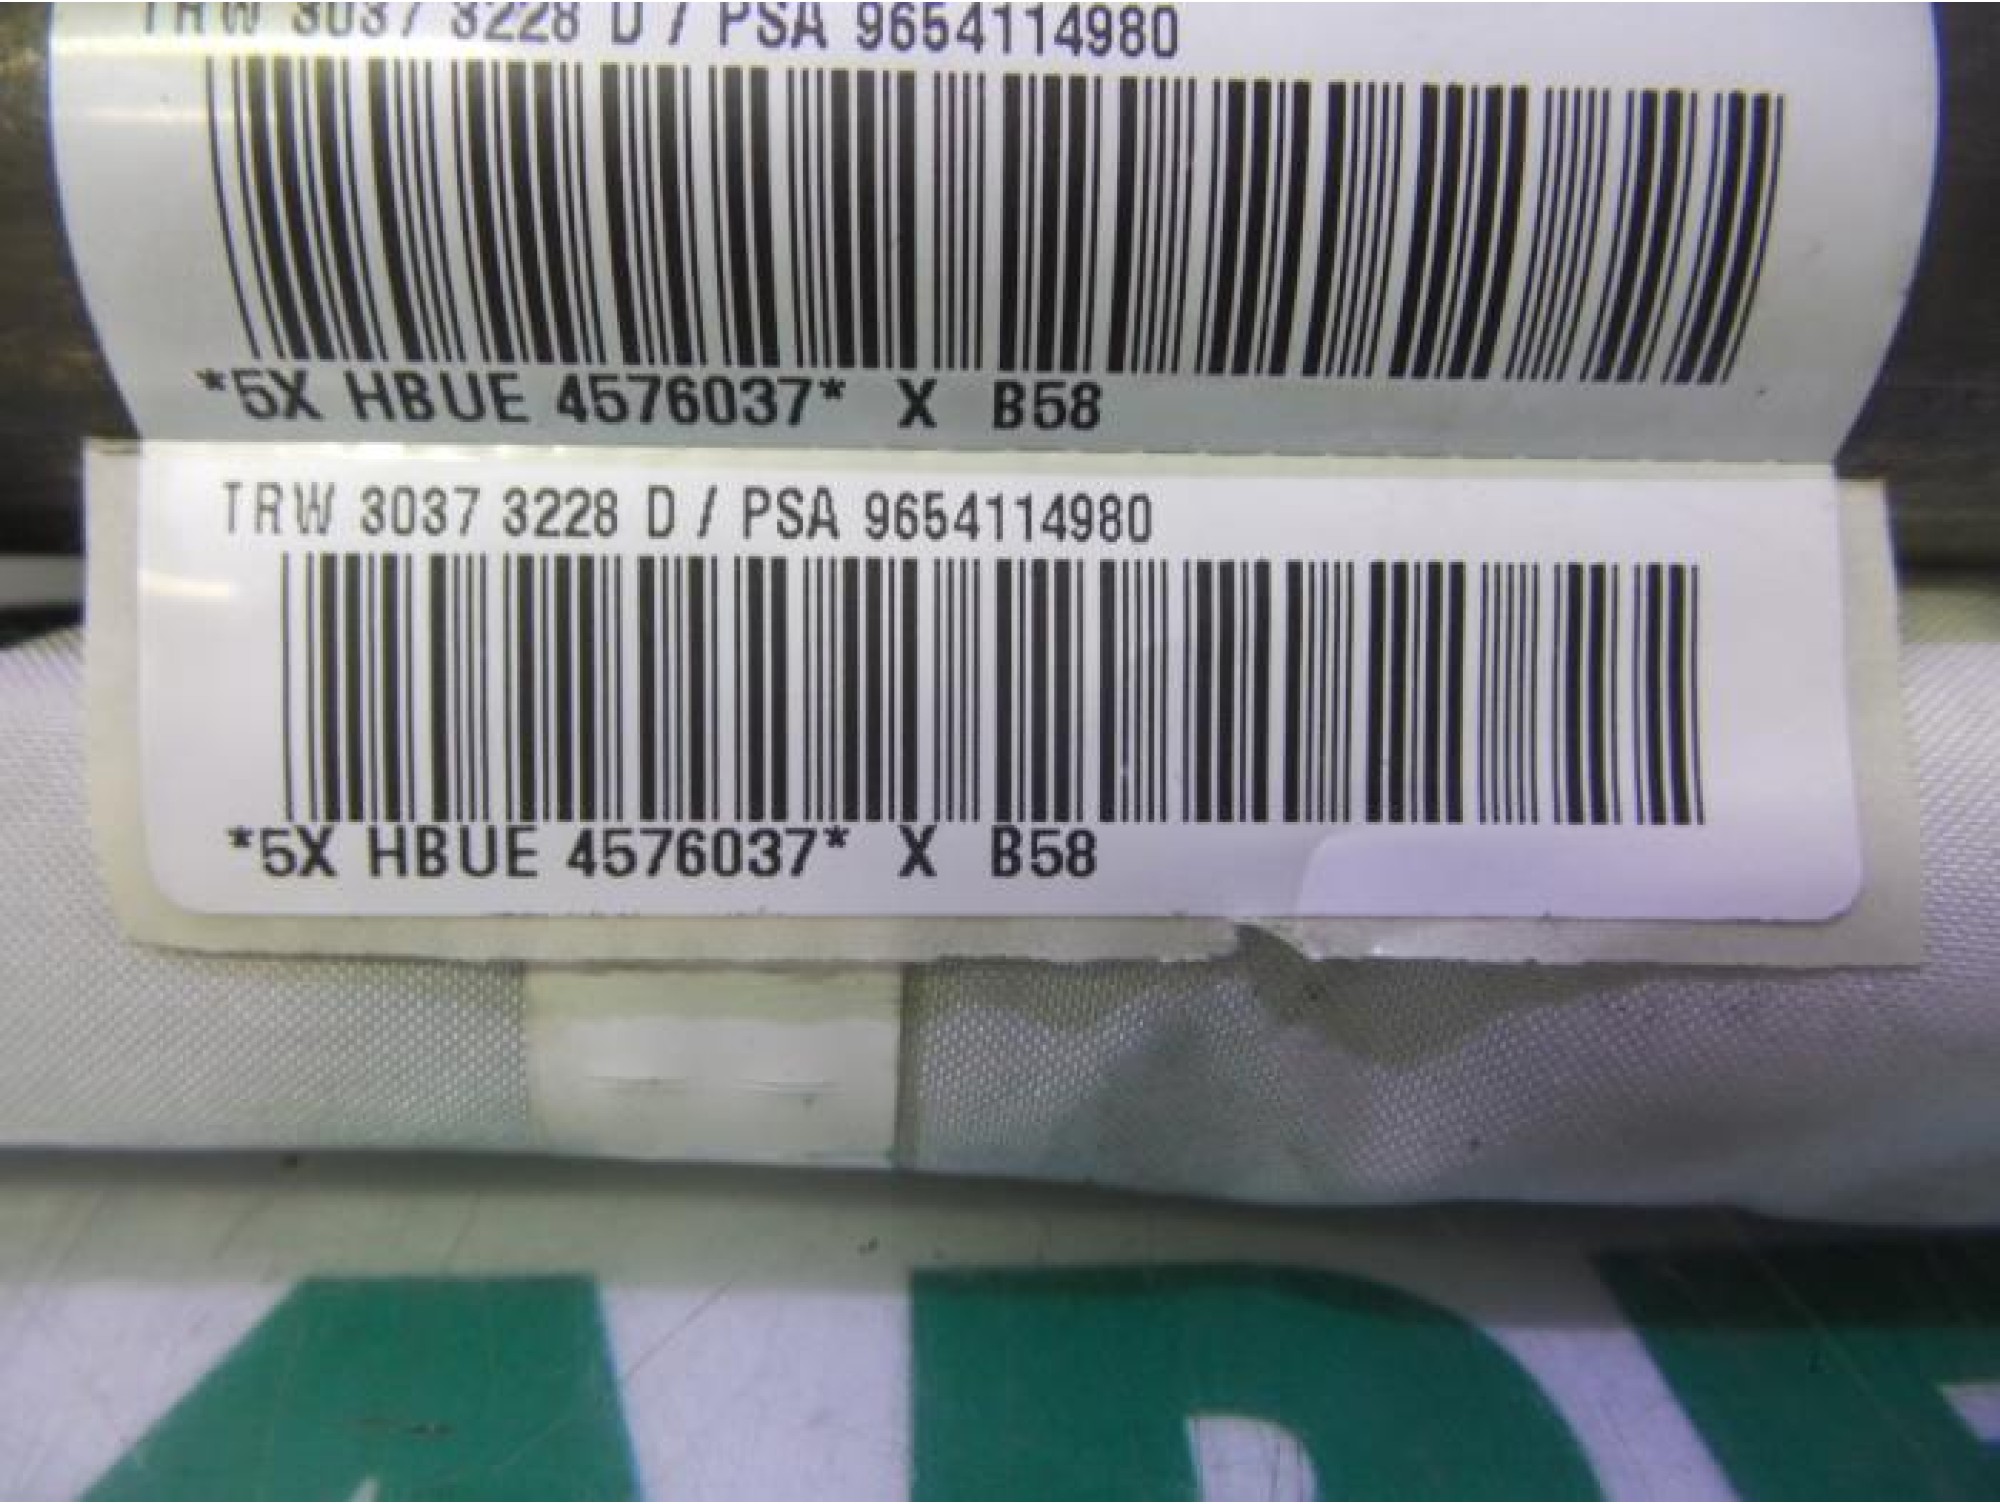 TRW 3037 3228 D / PSA 9654114980
*5X HBUE 4576037* X B58
TRW 3037 3228 D / PSA 9654114980
*5X HBUE 4576037* X B58